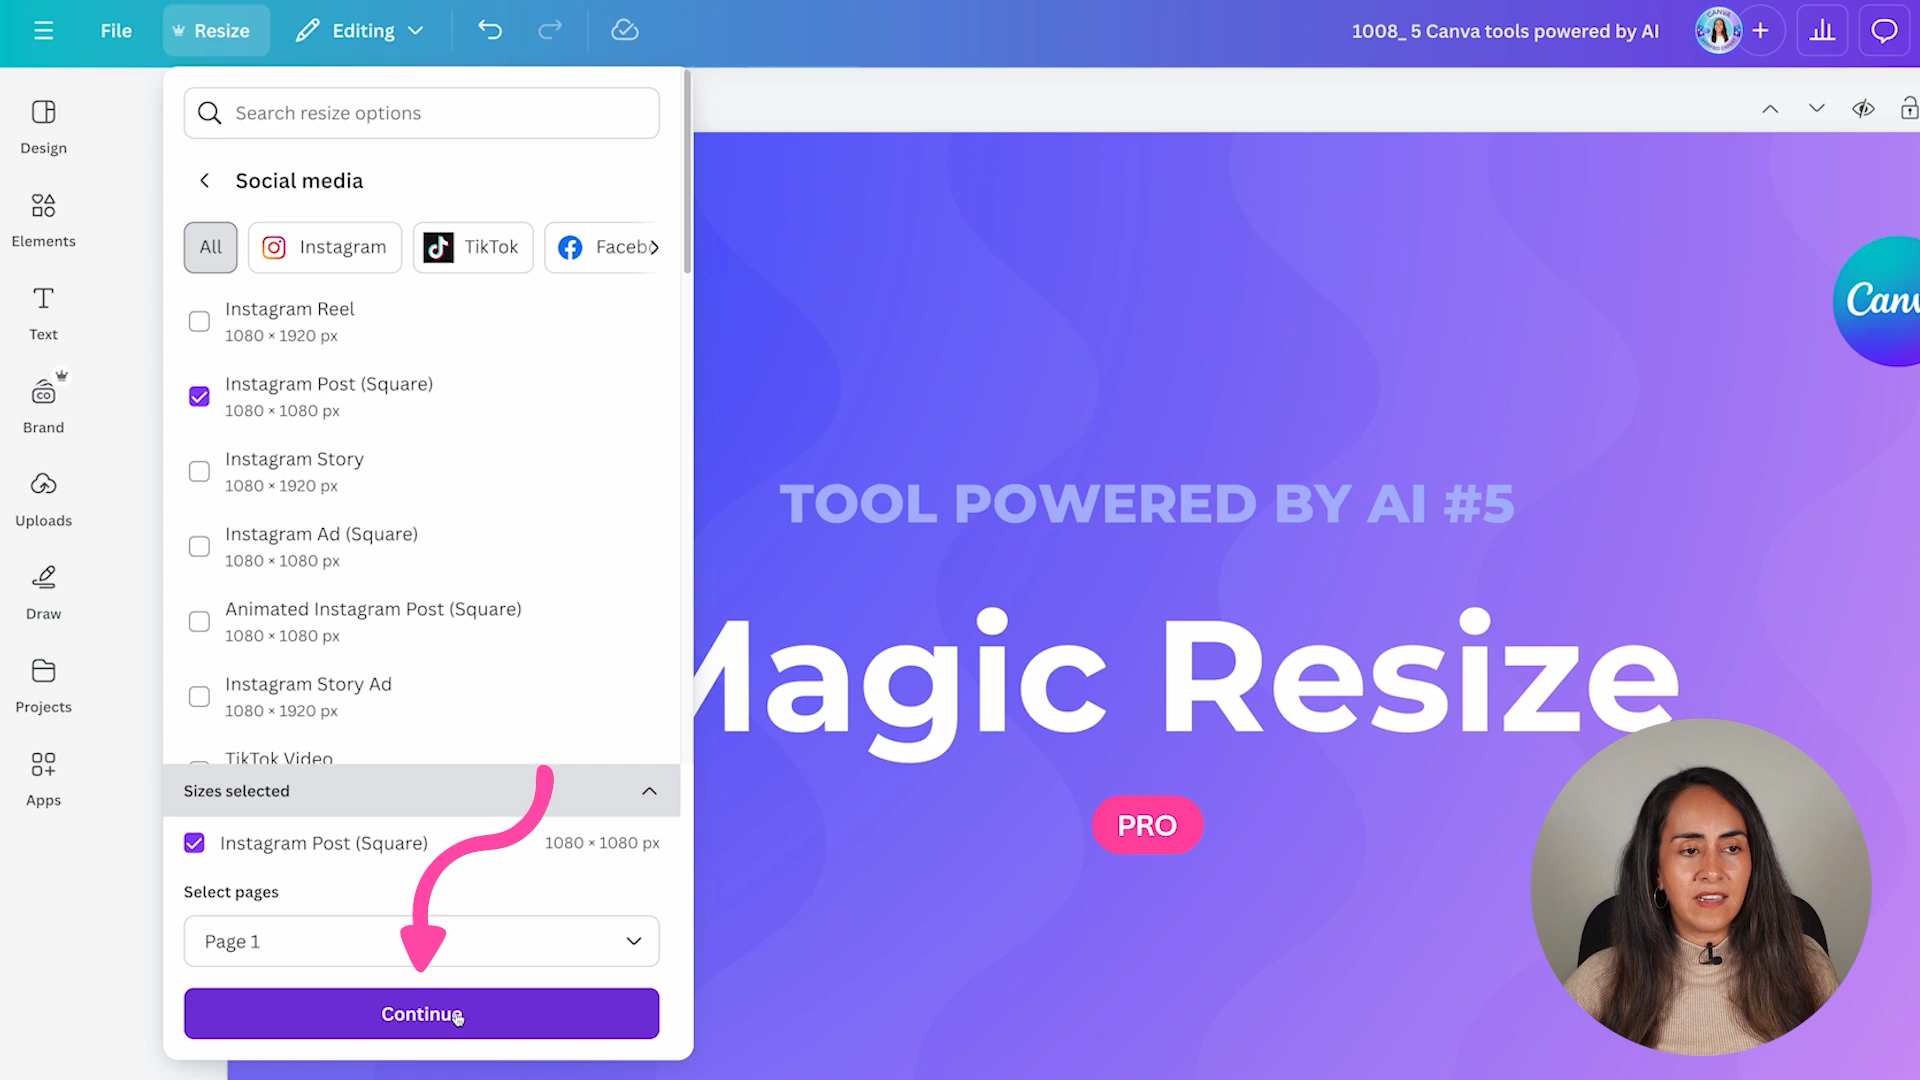 File
Resize
Editing
1008_ 5 Canva tools powered by AI
CANVA
Design
Elements
Text
Brand
Uploads
Draw
Projects
Apps
Search resize options
Social media
All
Instagram
TikTok
Facebo
Instagram Reel
1080 × 1920 px
Instagram Post (Square)
1080 × 1080 px
Instagram Story
1080 × 1920 px
Instagram Ad (Square)
1080 × 1080 px
Animated Instagram Post (Square)
1080 × 1080 px
Instagram Story Ad
1080 × 1920 px
TikTok Video
Sizes selected
Instagram Post (Square)
1080 × 1080 px
Select pages
Page 1
Continue
TOOL POWERED BY AI #5
Magic Resize
PRO
Canv